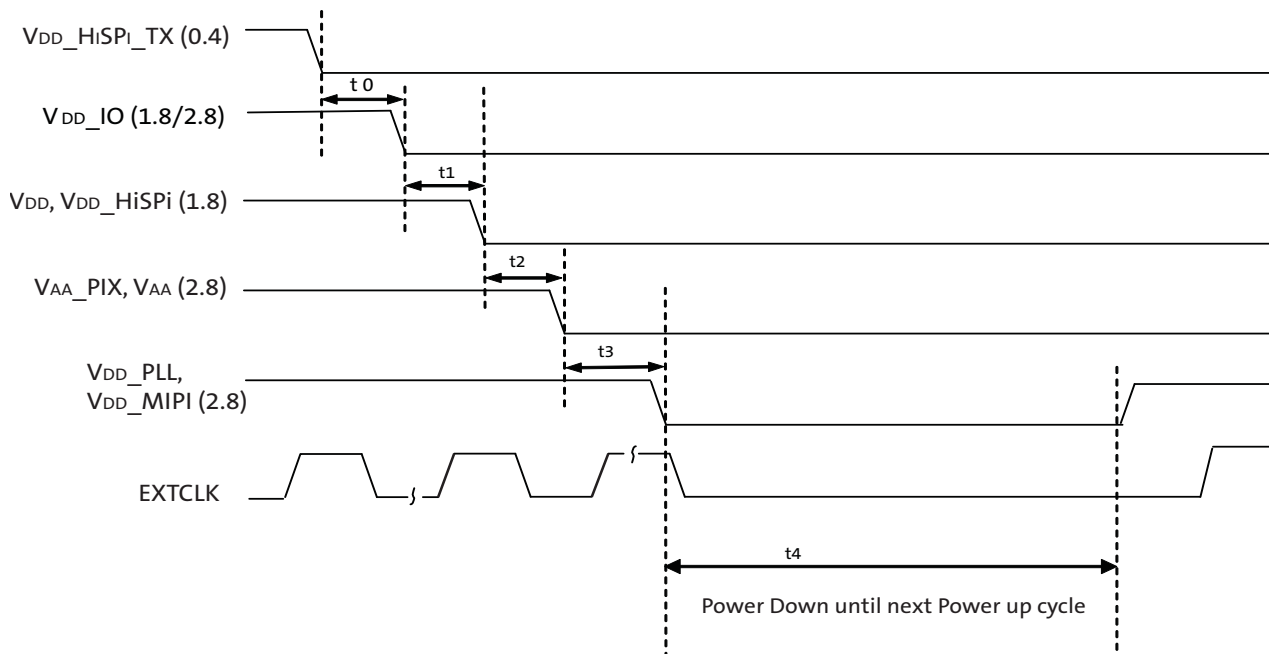 VDD_HiSPi_TX (0.4)
t 0
VDD_IO (1.8/2.8)
t1
VDD, VDD_HiSPi (1.8)
t2
VAA_PIX, VAA (2.8)
t3
VDD_PLL,
VDD_MIPI (2.8)
EXTCLK
t4
Power Down until next Power up cycle